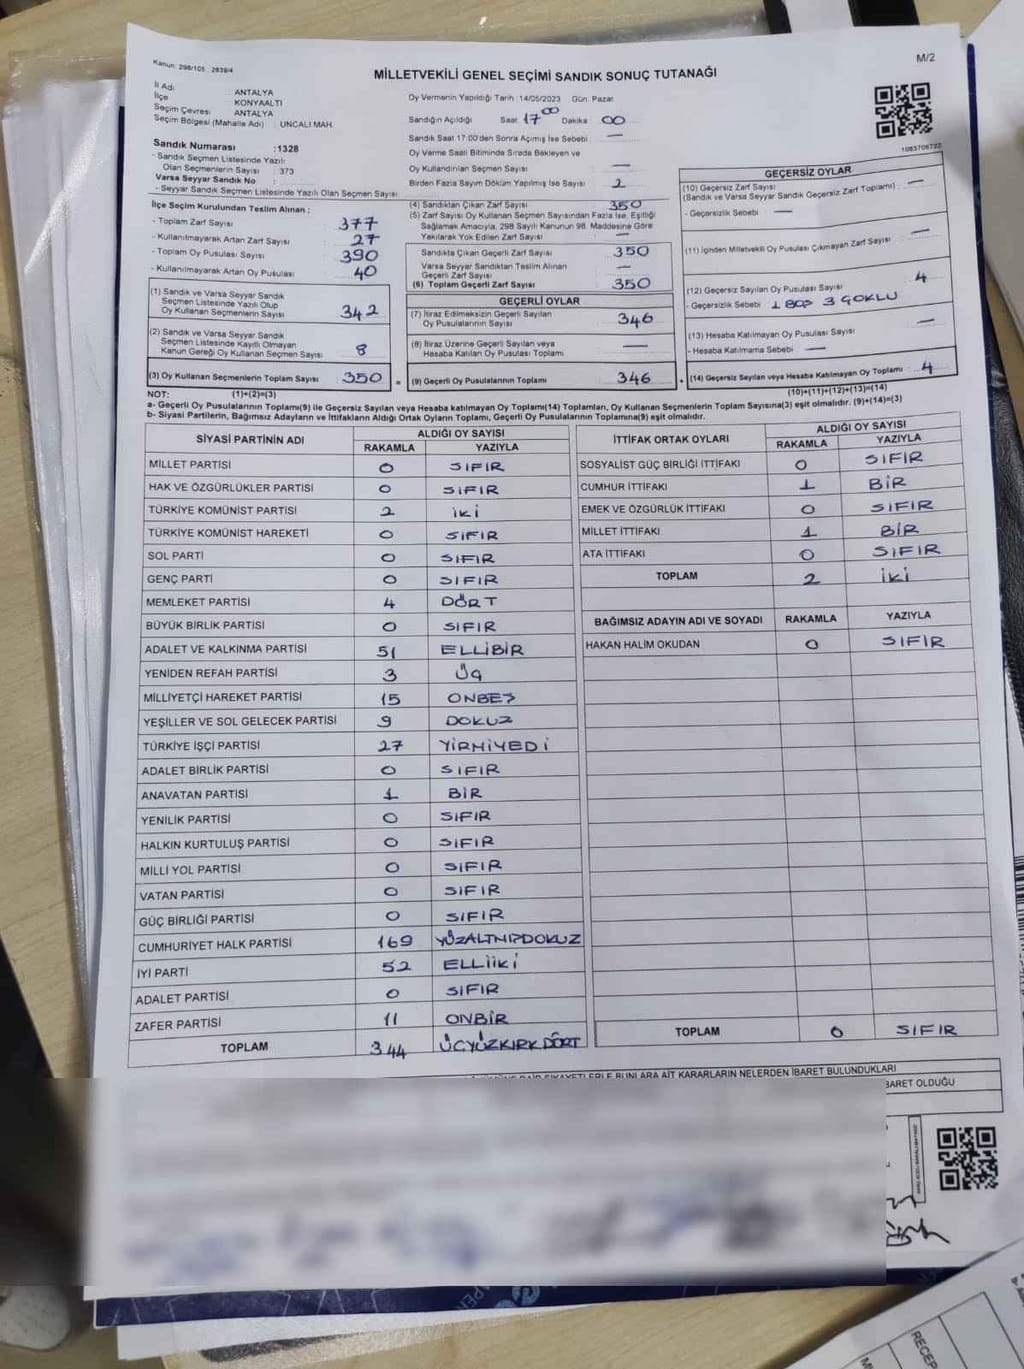 Kanun: 298/105 2839/4
M/2
MİLLETVEKİLİ GENEL SEÇİMİ SANDIK SONUÇ TUTANAĞI
İl Adı : ANTALYA
İlçe : KONYAALTI
Seçim Çevresi : ANTALYA
Seçim Bölgesi (Mahalle Adı) : UNCALI MAH.
Sandık Numarası :1328
- Sandık Seçmen Listesinde Yazılı
Olan Seçmenlerin Sayısı : 373
Varsa Seyyar Sandık No :
- Seyyar Sandık Seçmen Listesinde Yazılı Olan Seçmen Sayısı
Oy Vermenin Yapıldığı Tarih :14/05/2023 Gün: Pazar
Sandığın Açıldığı Saat 17 00 Dakika 00
Sandık Saat 17:00'den Sonra Açımış İse Sebebi —
Oy Verme Saati Bitiminde Sırada Bekleyen ve
Oy Kullandırılan Seçmen Sayısı —
Birden Fazla Sayım Döküm Yapılmış İse Sayısı 2
İlçe Seçim Kurulundan Teslim Alınan ;
- Toplam Zarf Sayısı 377
- Kullanılmayarak Artan Zarf Sayısı 27
- Toplam Oy Pusulası Sayısı 390
- Kullanılmayarak Artan Oy Pusulası 40
(1) Sandık ve Varsa Seyyar Sandık
Seçmen Listesinde Yazılı Olup
Oy Kullanan Seçmenlerin Sayısı 342
(2) Sandık ve Varsa Seyyar Sandık
Seçmen Listesinde Kayıtlı Olmayan
Kanun Gereği Oy Kullanan Seçmen Sayısı 8
(3) Oy Kullanan Seçmenlerin Toplam Sayısı 350 =
(4) Sandıktan Çıkan Zarf Sayısı 350
(5) Zarf Sayısı Oy Kullanan Seçmen Sayısından Fazla İse, Eşitliği
Sağlamak Amacıyla, 298 Sayılı Kanunun 98. Maddesine Göre
Yakılarak Yok Edilen Zarf Sayısı —
Sandıkta Çıkan Geçerli Zarf Sayısı 350
Varsa Seyyar Sandıktan Teslim Alınan
Geçerli Zarf Sayısı —
(6) Toplam Geçerli Zarf Sayısı 350
GEÇERLİ OYLAR
(7) İtiraz Edilmeksizin Geçerli Sayılan
Oy Pusulalarının Sayısı 346
(8) İtiraz Üzerine Geçerli Sayılan veya
Hesaba Katılan Oy Pusulası Toplamı —
(9) Geçerli Oy Pusulalarının Toplamı 346
GEÇERSİZ OYLAR
(10) Geçersiz Zarf Sayısı —
(Sandık ve Varsa Seyyar Sandık Geçersiz Zarf Toplamı)
- Geçersizlik Sebebi —
(11) İçinden Milletvekili Oy Pusulası Çıkmayan Zarf Sayısı —
(12) Geçersiz Sayılan Oy Pusulası Sayısı 4
- Geçersizlik Sebebi 1 BOŞ 3 ÇOKLU
(13) Hesaba Katılmayan Oy Pusulası Sayısı —
- Hesaba Katılmama Sebebi —
(14) Geçersiz Sayılan veya Hesaba Katılmayan Oy Toplamı 4
NOT: (1)+(2)=(3) (10)+(11)+(12)+(13)=(14)
a- Geçerli Oy Pusulalarının Toplamı(9) ile Geçersiz Sayılan veya Hesaba katılmayan Oy Toplamı(14) Toplamları, Oy Kullanan Seçmenlerin Toplam Sayısına(3) eşit olmalıdır. (9)+(14)=(3)
b- Siyasi Partilerin, Bağımsız Adayların ve İttifakların Aldığı Ortak Oyların Toplamı, Geçerli Oy Pusulalarının Toplamına(9) eşit olmalıdır.
SİYASİ PARTİNİN ADI ALDIĞI OY SAYISI
RAKAMLA YAZIYLA
MİLLET PARTİSİ 0 SIFIR
HAK VE ÖZGÜRLÜKLER PARTİSİ 0 SIFIR
TÜRKİYE KOMÜNİST PARTİSİ 2 İKİ
TÜRKİYE KOMÜNİST HAREKETİ 0 SIFIR
SOL PARTİ 0 SIFIR
GENÇ PARTİ 0 SIFIR
MEMLEKET PARTİSİ 4 DÖRT
BÜYÜK BİRLİK PARTİSİ 0 SIFIR
ADALET VE KALKINMA PARTİSİ 51 ELLİBİR
YENİDEN REFAH PARTİSİ 3 ÜÇ
MİLLİYETÇİ HAREKET PARTİSİ 15 ONBEŞ
YEŞİLLER VE SOL GELECEK PARTİSİ 9 DOKUZ
TÜRKİYE İŞÇİ PARTİSİ 27 YİRMİYEDİ
ADALET BİRLİK PARTİSİ 0 SIFIR
ANAVATAN PARTİSİ 1 BİR
YENİLİK PARTİSİ 0 SIFIR
HALKIN KURTULUŞ PARTİSİ 0 SIFIR
MİLLİ YOL PARTİSİ 0 SIFIR
VATAN PARTİSİ 0 SIFIR
GÜÇ BİRLİĞİ PARTİSİ 0 SIFIR
CUMHURİYET HALK PARTİSİ 169 YÜZALTMIŞDOKUZ
İYİ PARTİ 52 ELLİİKİ
ADALET PARTİSİ 0 SIFIR
ZAFER PARTİSİ 11 ONBİR
TOPLAM 344 ÜÇYÜZKIRKDÖRT
İTTİFAK ORTAK OYLARI ALDIĞI OY SAYISI
RAKAMLA YAZIYLA
SOSYALİST GÜÇ BİRLİĞİ İTTİFAKI 0 SIFIR
CUMHUR İTTİFAKI 1 BİR
EMEK VE ÖZGÜRLÜK İTTİFAKI 0 SIFIR
MİLLET İTTİFAKI 1 BİR
ATA İTTİFAKI 0 SIFIR
TOPLAM 2 İKİ
BAĞIMSIZ ADAYIN ADI VE SOYADI RAKAMLA YAZIYLA
HAKAN HALIM OKUDAN 0 SIFIR
TOPLAM 0 SIFIR
ŞİKAYETLERLE BUNLARA AİT KARARLARIN NELERDEN İBARET BULUNDUKLARI
BARET OLDUĞU